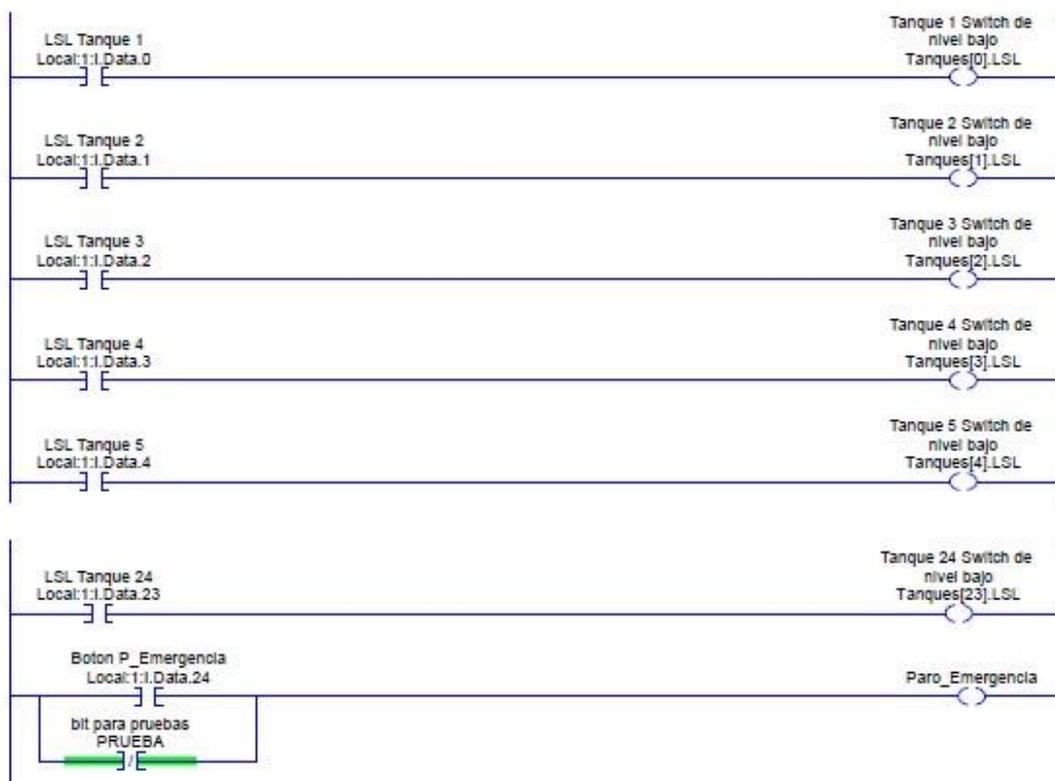 LSL Tanque 1
Local:1:I.Data.0
Tanque 1 Switch de
nivel bajo
Tanques[0].LSL
LSL Tanque 2
Local:1:I.Data.1
Tanque 2 Switch de
nivel bajo
Tanques[1].LSL
LSL Tanque 3
Local:1:I.Data.2
Tanque 3 Switch de
nivel bajo
Tanques[2].LSL
LSL Tanque 4
Local:1:I.Data.3
Tanque 4 Switch de
nivel bajo
Tanques[3].LSL
LSL Tanque 5
Local:1:I.Data.4
Tanque 5 Switch de
nivel bajo
Tanques[4].LSL
LSL Tanque 24
Local:1:I.Data.23
Tanque 24 Switch de
nivel bajo
Tanques[23].LSL
Boton P_Emergencia
Local:1:I.Data.24
Paro_Emergencia
bit para pruebas
PRUEBA